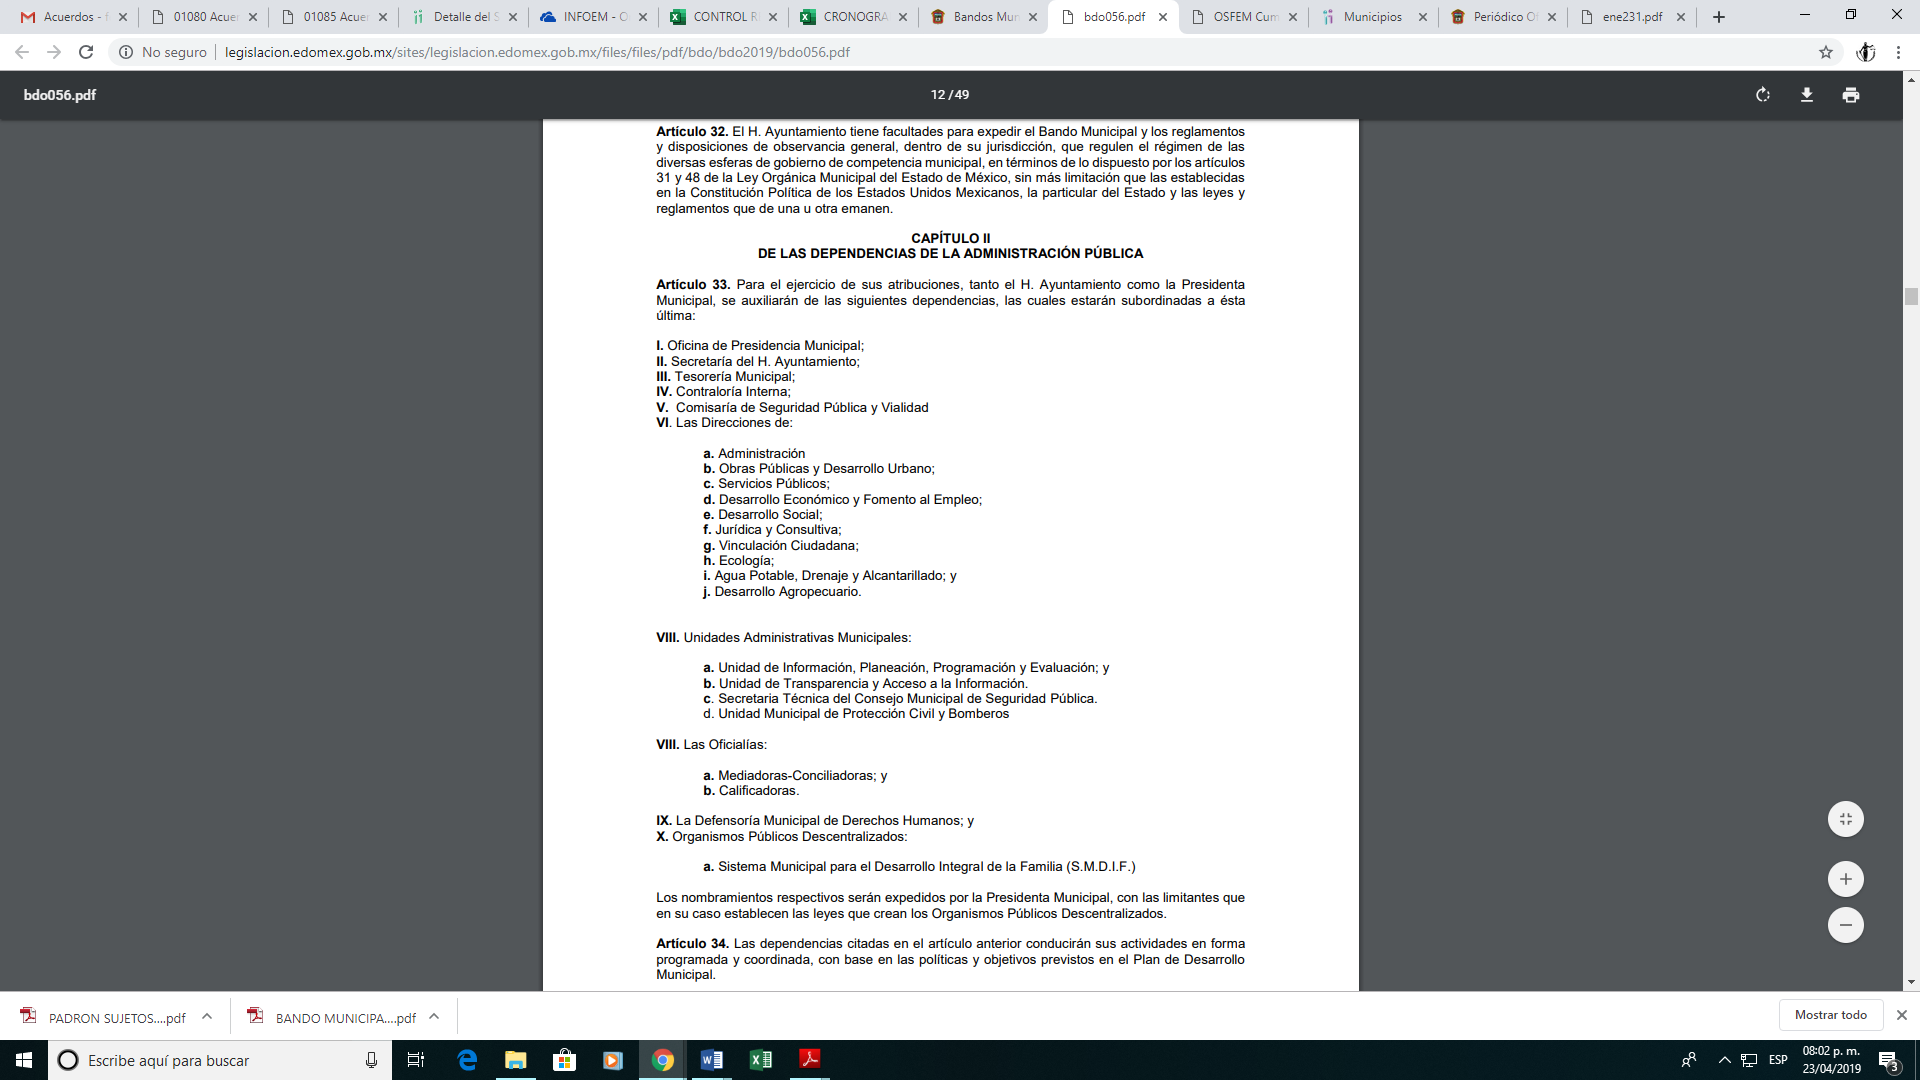 Acuerdos - f
01080 Acuer
01085 Acuer
Detalle del S
INFOEM - O
CONTROL R
CRONOGRA
Bandos Mun
bdo056.pdf
OSFEM Cum
Municipios
Periódico Of
ene231.pdf
No seguro
legislacion.edomex.gob.mx/sites/legislacion.edomex.gob.mx/files/files/pdf/bdo/bdo2019/bdo056.pdf
bdo056.pdf
12 / 49
Artículo 32. El H. Ayuntamiento tiene facultades para expedir el Bando Municipal y los reglamentos
y disposiciones de observancia general, dentro de su jurisdicción, que regulen el régimen de las
diversas esferas de gobierno de competencia municipal, en términos de lo dispuesto por los artículos
31 y 48 de la Ley Orgánica Municipal del Estado de México, sin más limitación que las establecidas
en la Constitución Política de los Estados Unidos Mexicanos, la particular del Estado y las leyes y
reglamentos que de una u otra emanen.
CAPÍTULO II
DE LAS DEPENDENCIAS DE LA ADMINISTRACIÓN PÚBLICA
Artículo 33. Para el ejercicio de sus atribuciones, tanto el H. Ayuntamiento como la Presidenta
Municipal, se auxiliarán de las siguientes dependencias, las cuales estarán subordinadas a ésta
última:
I. Oficina de Presidencia Municipal;
II. Secretaría del H. Ayuntamiento;
III. Tesorería Municipal;
IV. Contraloría Interna;
V. Comisaría de Seguridad Pública y Vialidad
VI. Las Direcciones de:
a. Administración
b. Obras Públicas y Desarrollo Urbano;
c. Servicios Públicos;
d. Desarrollo Económico y Fomento al Empleo;
e. Desarrollo Social;
f. Jurídica y Consultiva;
g. Vinculación Ciudadana;
h. Ecología;
i. Agua Potable, Drenaje y Alcantarillado; y
j. Desarrollo Agropecuario.
VIII. Unidades Administrativas Municipales:
a. Unidad de Información, Planeación, Programación y Evaluación; y
b. Unidad de Transparencia y Acceso a la Información.
c. Secretaria Técnica del Consejo Municipal de Seguridad Pública.
d. Unidad Municipal de Protección Civil y Bomberos
VIII. Las Oficialías:
a. Mediadoras-Conciliadoras; y
b. Calificadoras.
IX. La Defensoría Municipal de Derechos Humanos; y
X. Organismos Públicos Descentralizados:
a. Sistema Municipal para el Desarrollo Integral de la Familia (S.M.D.I.F.)
Los nombramientos respectivos serán expedidos por la Presidenta Municipal, con las limitantes que
en su caso establecen las leyes que crean los Organismos Públicos Descentralizados.
Artículo 34. Las dependencias citadas en el artículo anterior conducirán sus actividades en forma
programada y coordinada, con base en las políticas y objetivos previstos en el Plan de Desarrollo
Municipal.
PADRON SUJETOS....pdf
BANDO MUNICIPA....pdf
Mostrar todo
Escribe aquí para buscar
ESP
08:02 p. m.
23/04/2019
3